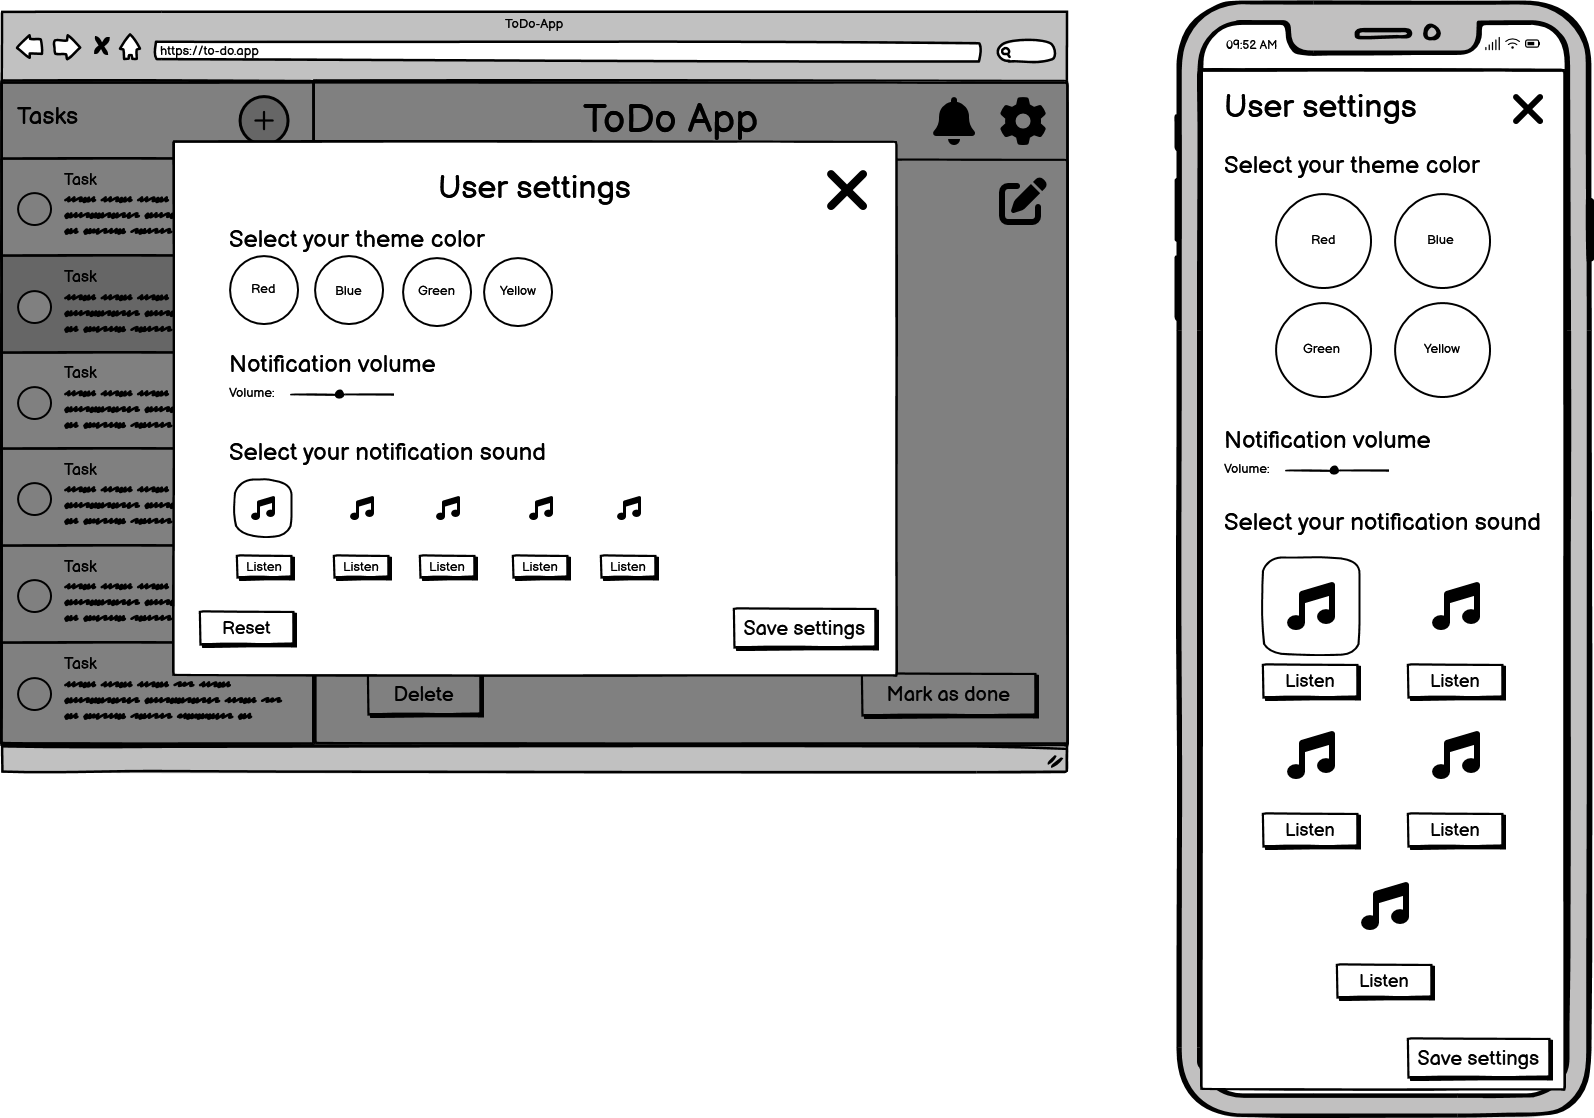 ToDo-App
https://to-do.app
Tasks
ToDo App
Task
Task
Task
Task
Task
Task
User settings
Select your theme color
Red
Blue
Green
Yellow
Notification volume
Volume:
Select your notification sound
Listen
Listen
Listen
Listen
Listen
Reset
Save settings
Delete
Mark as done
09:52 AM
User settings
Select your theme color
Red
Blue
Green
Yellow
Notification volume
Volume:
Select your notification sound
Listen
Listen
Listen
Listen
Listen
Save settings